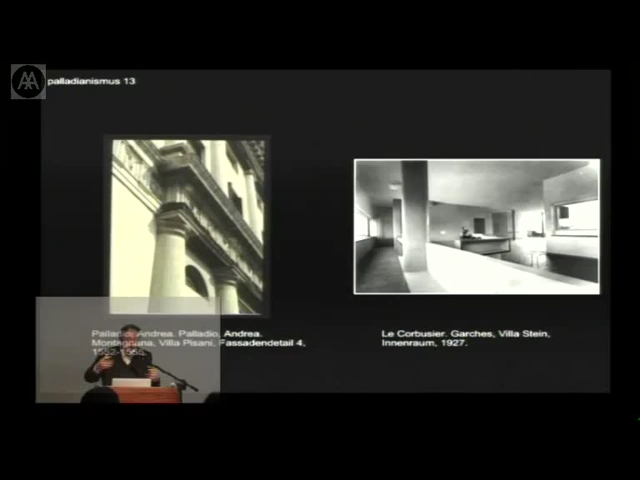 AA
palladianismus 13
Palladio, Andrea. Palladio, Andrea.
Montagnana, Villa Pisani, Fassadendetail 4,
Le Corbusier. Garches, Villa Stein,
Innenraum, 1927.